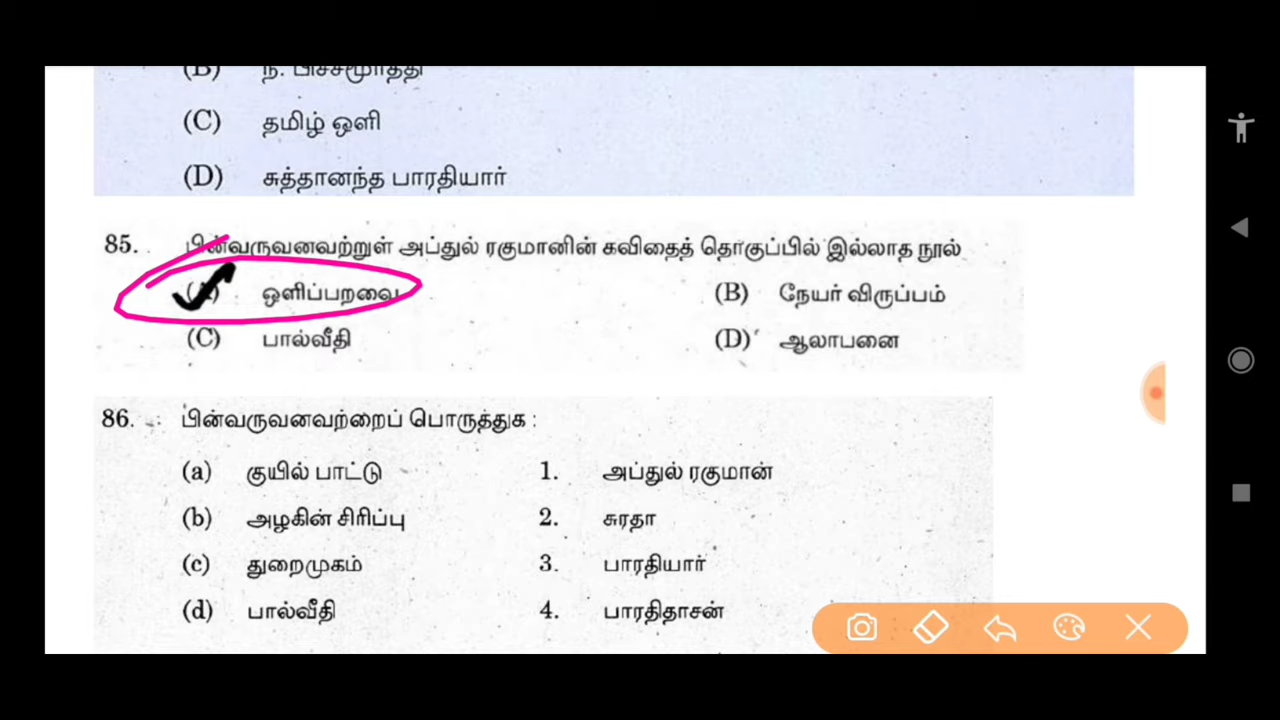 (B) ந. பிச்சமூர்த்தி
(C) தமிழ் ஒளி
(D) சுத்தானந்த பாரதியார்
85. பின்வருவனவற்றுள் அப்துல் ரகுமானின் கவிதைத் தொகுப்பில் இல்லாத நூல்
(A) ஒளிப்பறவை (B) நேயர் விருப்பம்
(C) பால்வீதி (D) ஆலாபனை
86. பின்வருவனவற்றைப் பொருத்துக :
(a) குயில் பாட்டு 1. அப்துல் ரகுமான்
(b) அழகின் சிரிப்பு 2. சுரதா
(c) துறைமுகம் 3. பாரதியார்
(d) பால்வீதி 4. பாரதிதாசன்